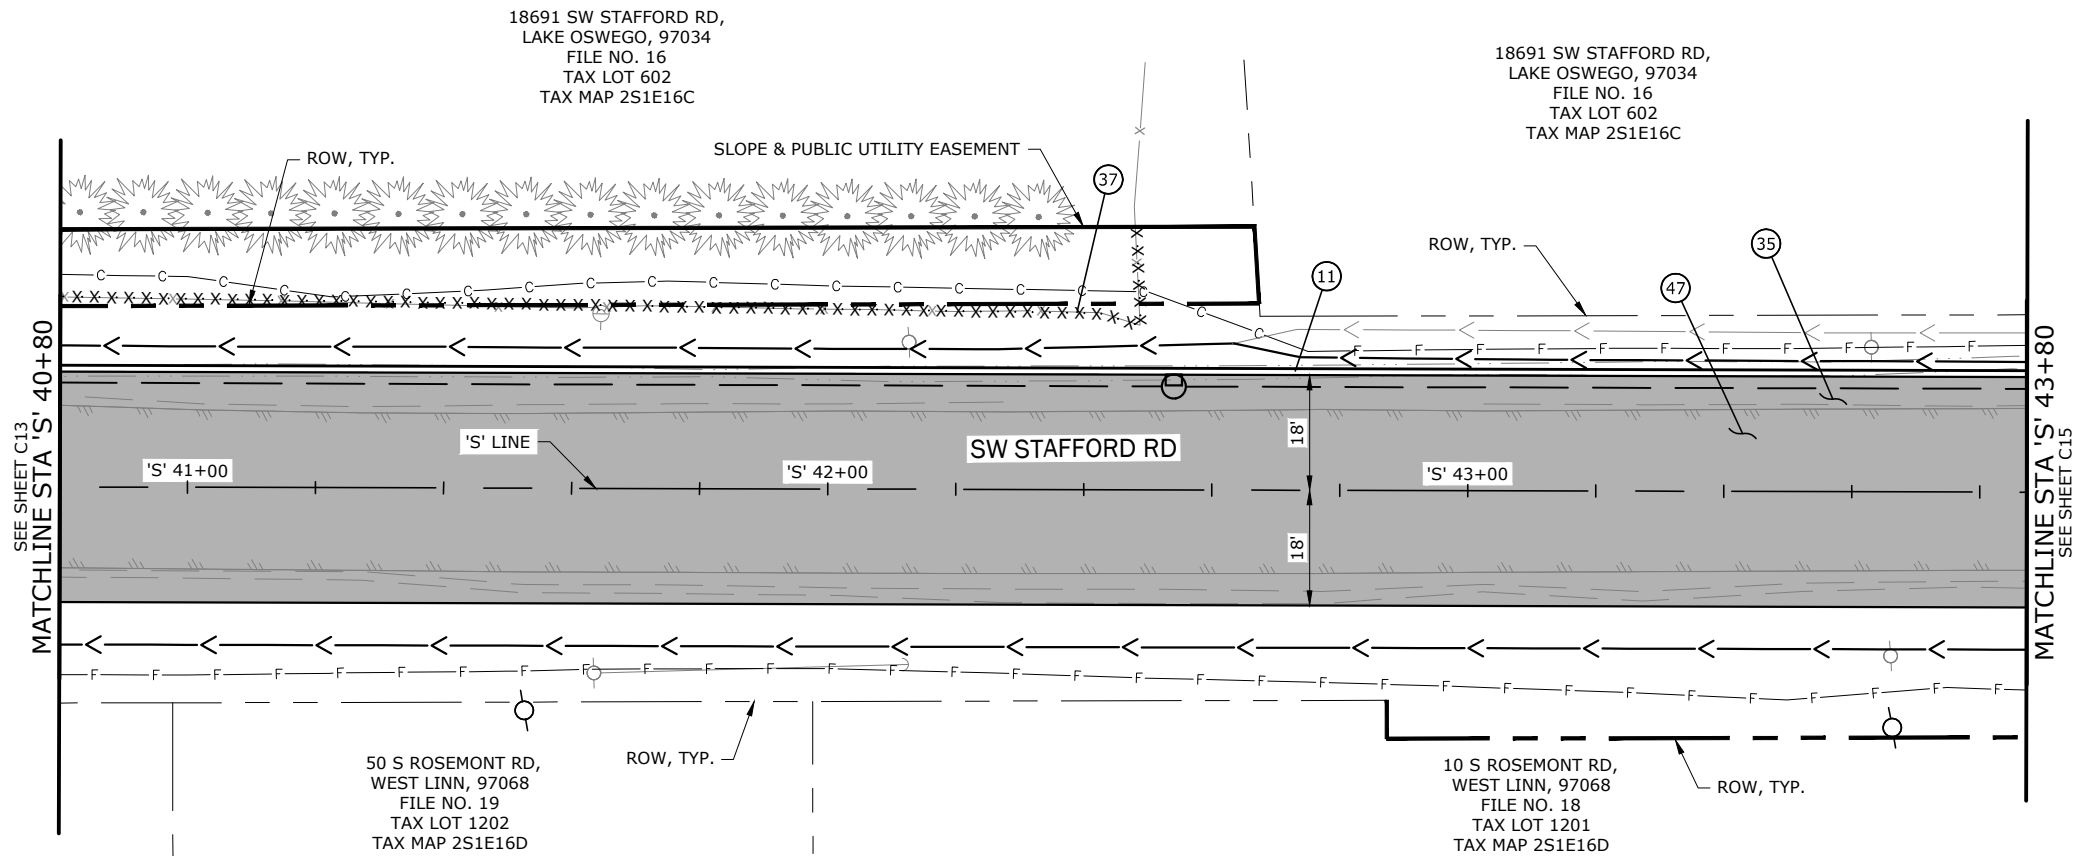 18691 SW STAFFORD RD,
LAKE OSWEGO, 97034
FILE NO. 16
TAX LOT 602
TAX MAP 2S1E16C
18691 SW STAFFORD RD,
LAKE OSWEGO, 97034
FILE NO. 16
TAX LOT 602
TAX MAP 2S1E16C
ROW, TYP.
SLOPE & PUBLIC UTILITY EASEMENT
37
11
ROW, TYP.
47
35
SEE SHEET C13
MATCHLINE STA 'S' 40+80
'S' LINE
SW STAFFORD RD
'S' 41+00
'S' 42+00
'S' 43+00
18'
18'
MATCHLINE STA 'S' 43+80
SEE SHEET C15
50 S ROSEMONT RD,
WEST LINN, 97068
FILE NO. 19
TAX LOT 1202
TAX MAP 2S1E16D
ROW, TYP.
10 S ROSEMONT RD,
WEST LINN, 97068
FILE NO. 18
TAX LOT 1201
TAX MAP 2S1E16D
ROW, TYP.